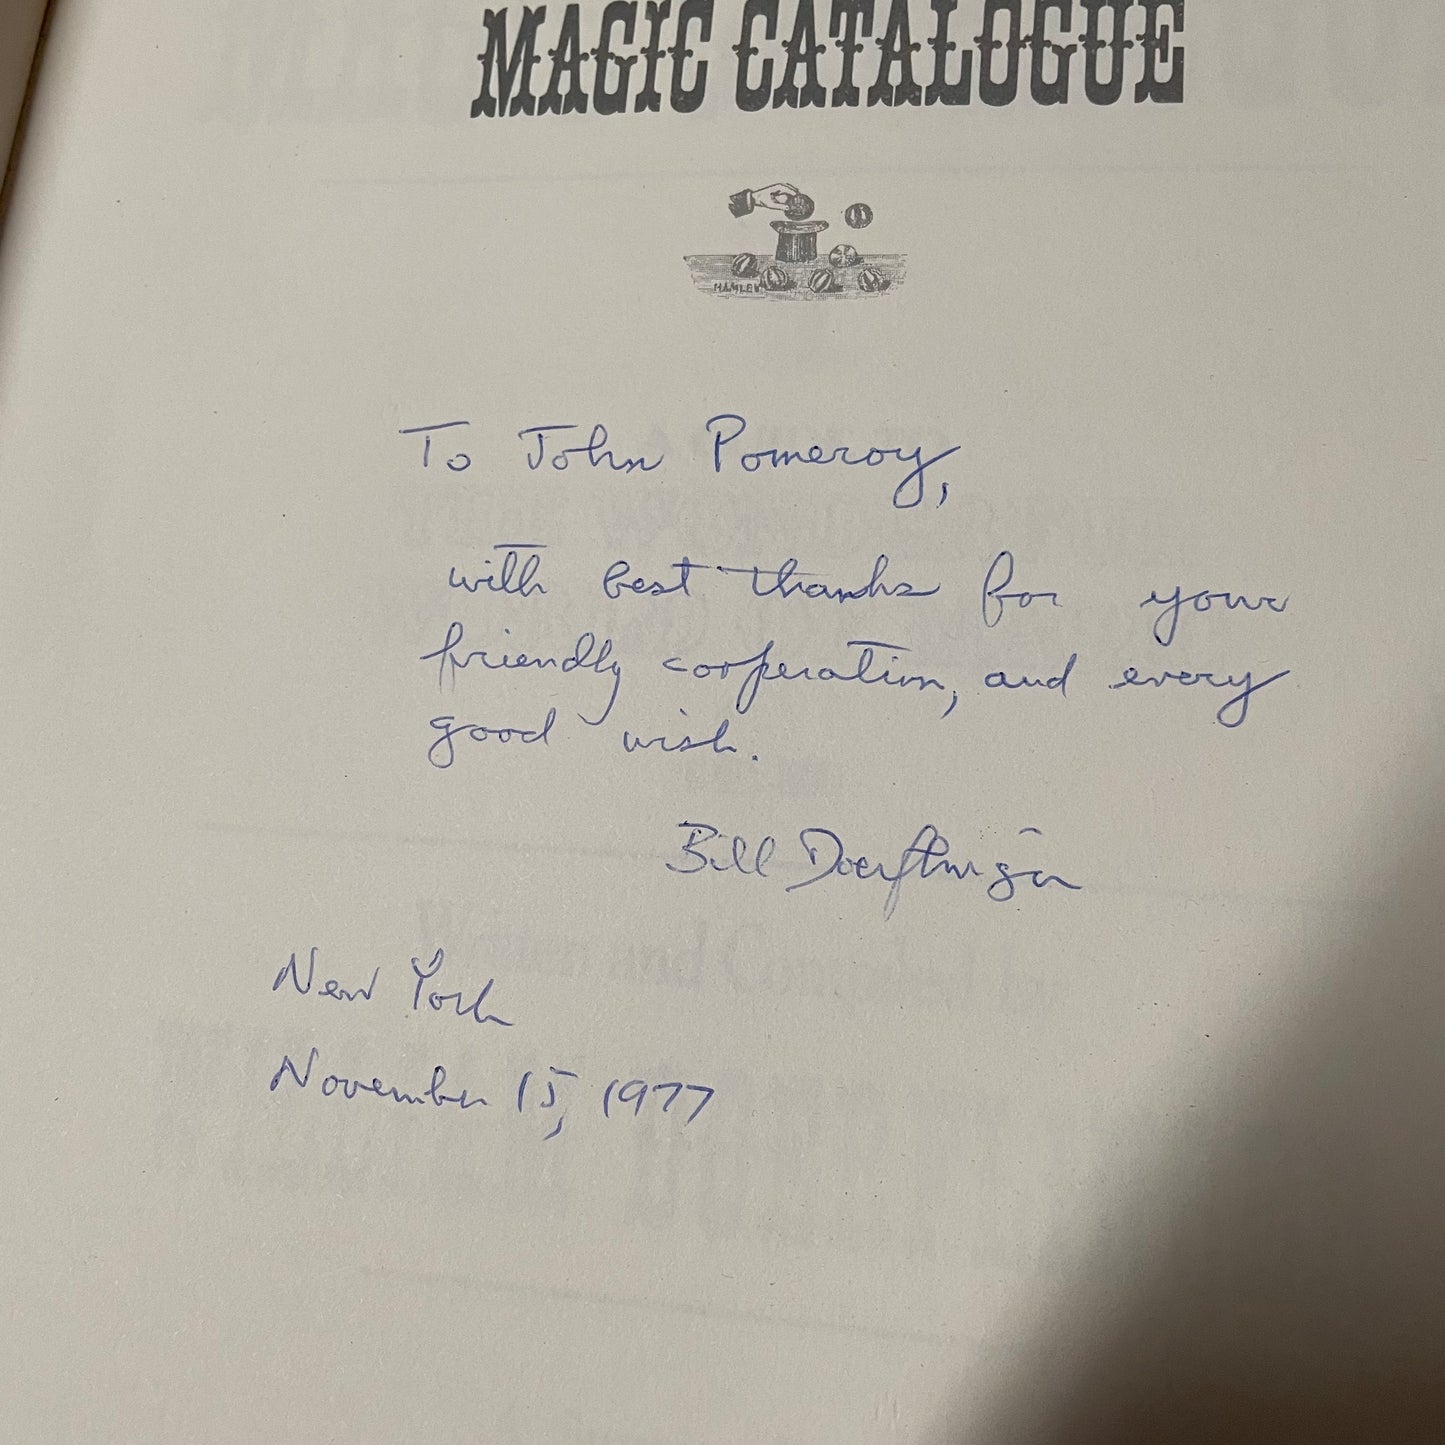 MAGIC CATALOGUE
HAMLEY
To John Pomeroy,
with best thanks for your
friendly cooperation, and every
good wish.
Bill Doerflinger
New York
November 15, 1977